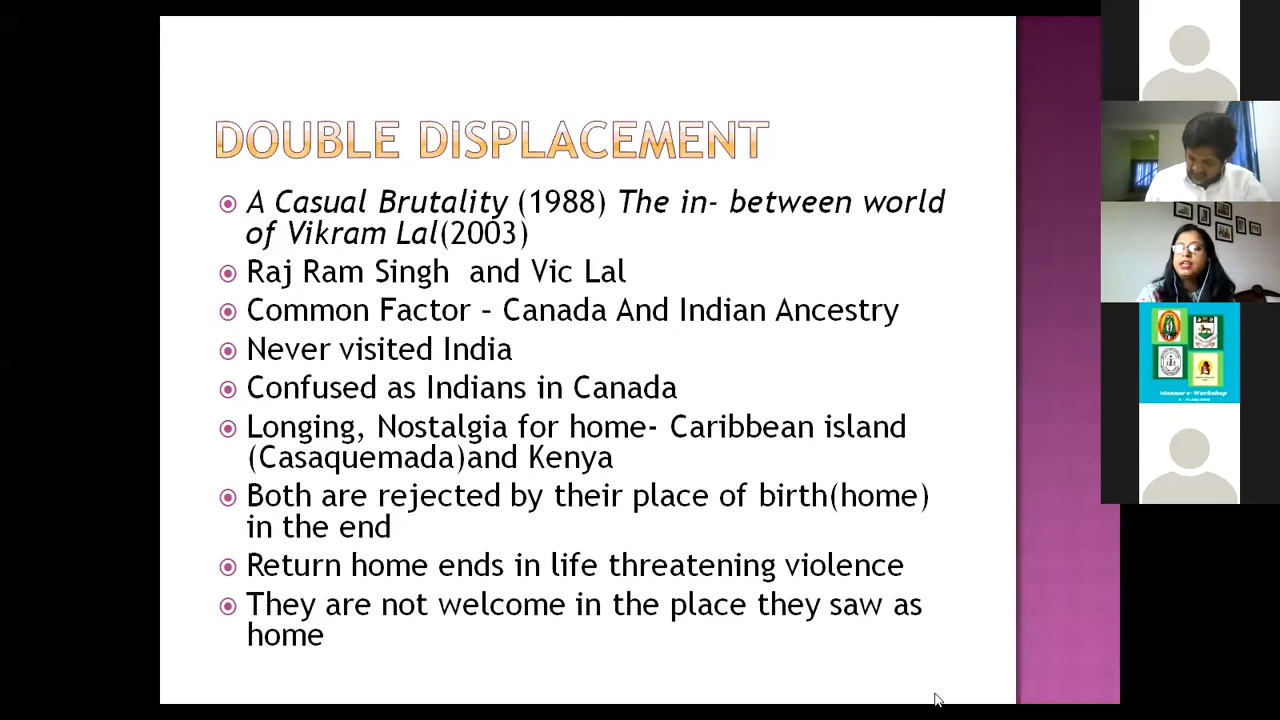 DOUBLE DISPLACEMENT
A Casual Brutality (1988) The in- between world
of Vikram Lal(2003)
Raj Ram Singh  and Vic Lal
Common Factor – Canada And Indian Ancestry
Never visited India
Confused as Indians in Canada
Longing, Nostalgia for home- Caribbean island
(Casaquemada)and Kenya
Both are rejected by their place of birth(home)
in the end
Return home ends in life threatening violence
They are not welcome in the place they saw as
home
Mannar e-Workshop